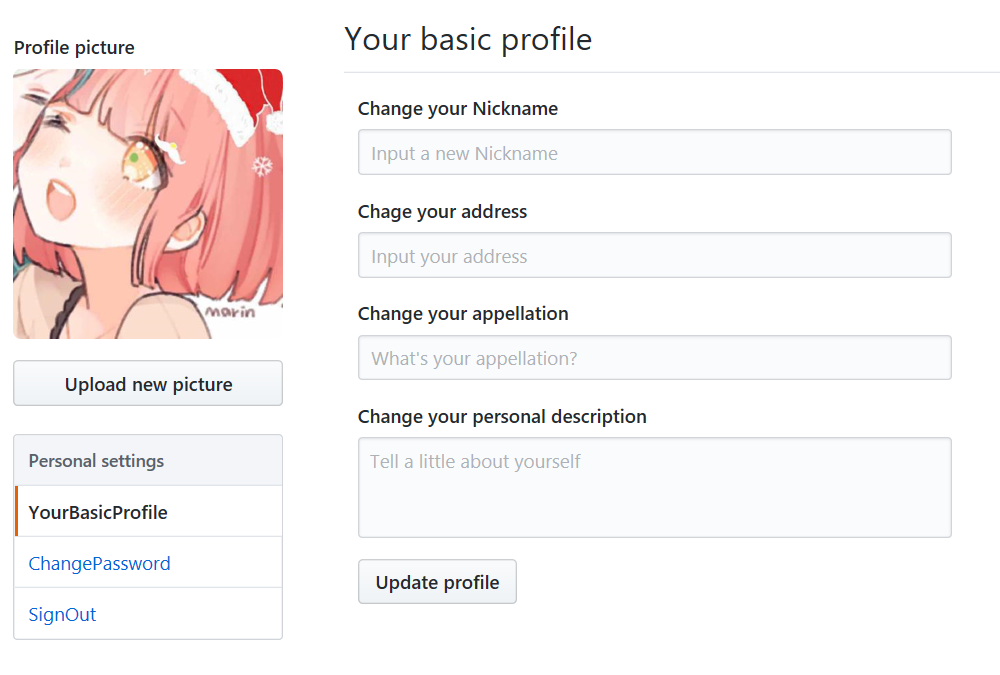 Profile picture
marin
Upload new picture
Personal settings
YourBasicProfile
ChangePassword
SignOut
Your basic profile
Change your Nickname
Input a new Nickname
Chage your address
Input your address
Change your appellation
What's your appellation?
Change your personal description
Tell a little about yourself
Update profile